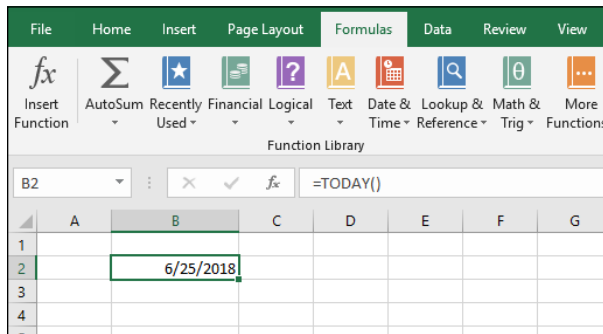 File Home Insert Page Layout Formulas Data Review View
fx Σ ? A θ ...
Insert Function AutoSum Recently Used Financial Logical Text Date & Time Lookup & Reference Math & Trig More Functions
Function Library
B2 fx =TODAY()
A B C D E F G
1
2 6/25/2018
3
4